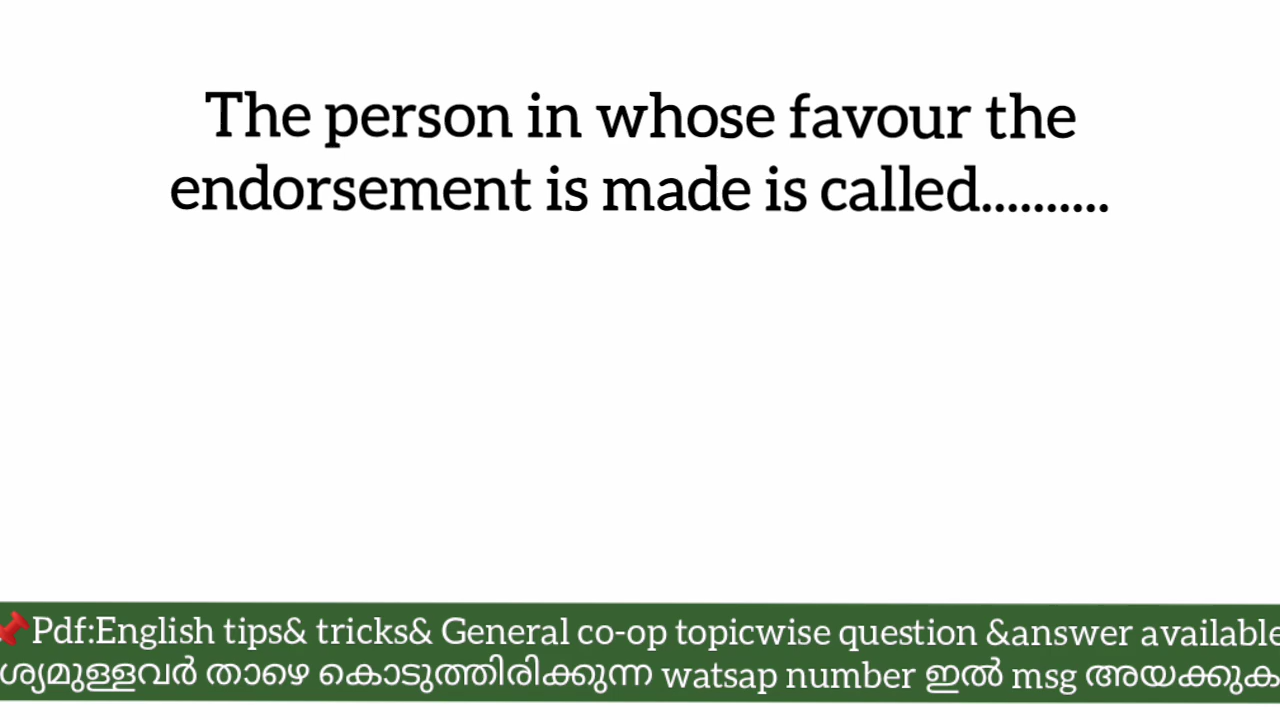 The person in whose favour the
endorsement is made is called..........
📌Pdf:English tips& tricks& General co-op topicwise question &answer available
ശ്യമുള്ളവർ താഴെ കൊടുത്തിരിക്കുന്ന watsap number ഇൽ msg അയക്കുക